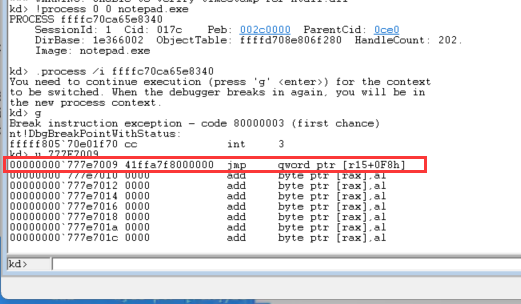 kd> !process 0 0 notepad.exe
PROCESS ffffc70ca65e8340
SessionId: 1 Cid: 017c Peb: 002c0000 ParentCid: 0ce0
DirBase: 1e366002 ObjectTable: ffffd708e806f280 HandleCount: 202.
Image: notepad.exe
kd> .process /i ffffc70ca65e8340
You need to continue execution (press 'g' <enter>) for the context
to be switched. When the debugger breaks in again, you will be in
the new process context.
kd> g
Break instruction exception - code 80000003 (first chance)
nt!DbgBreakPointWithStatus:
fffff805`70e01f70 cc int 3
kd> u 777E7009
00000000`777e7009 41ffa7f8000000 jmp qword ptr [r15+0F8h]
00000000`777e7010 0000 add byte ptr [rax],al
00000000`777e7012 0000 add byte ptr [rax],al
00000000`777e7014 0000 add byte ptr [rax],al
00000000`777e7016 0000 add byte ptr [rax],al
00000000`777e7018 0000 add byte ptr [rax],al
00000000`777e701a 0000 add byte ptr [rax],al
00000000`777e701c 0000 add byte ptr [rax],al
kd>